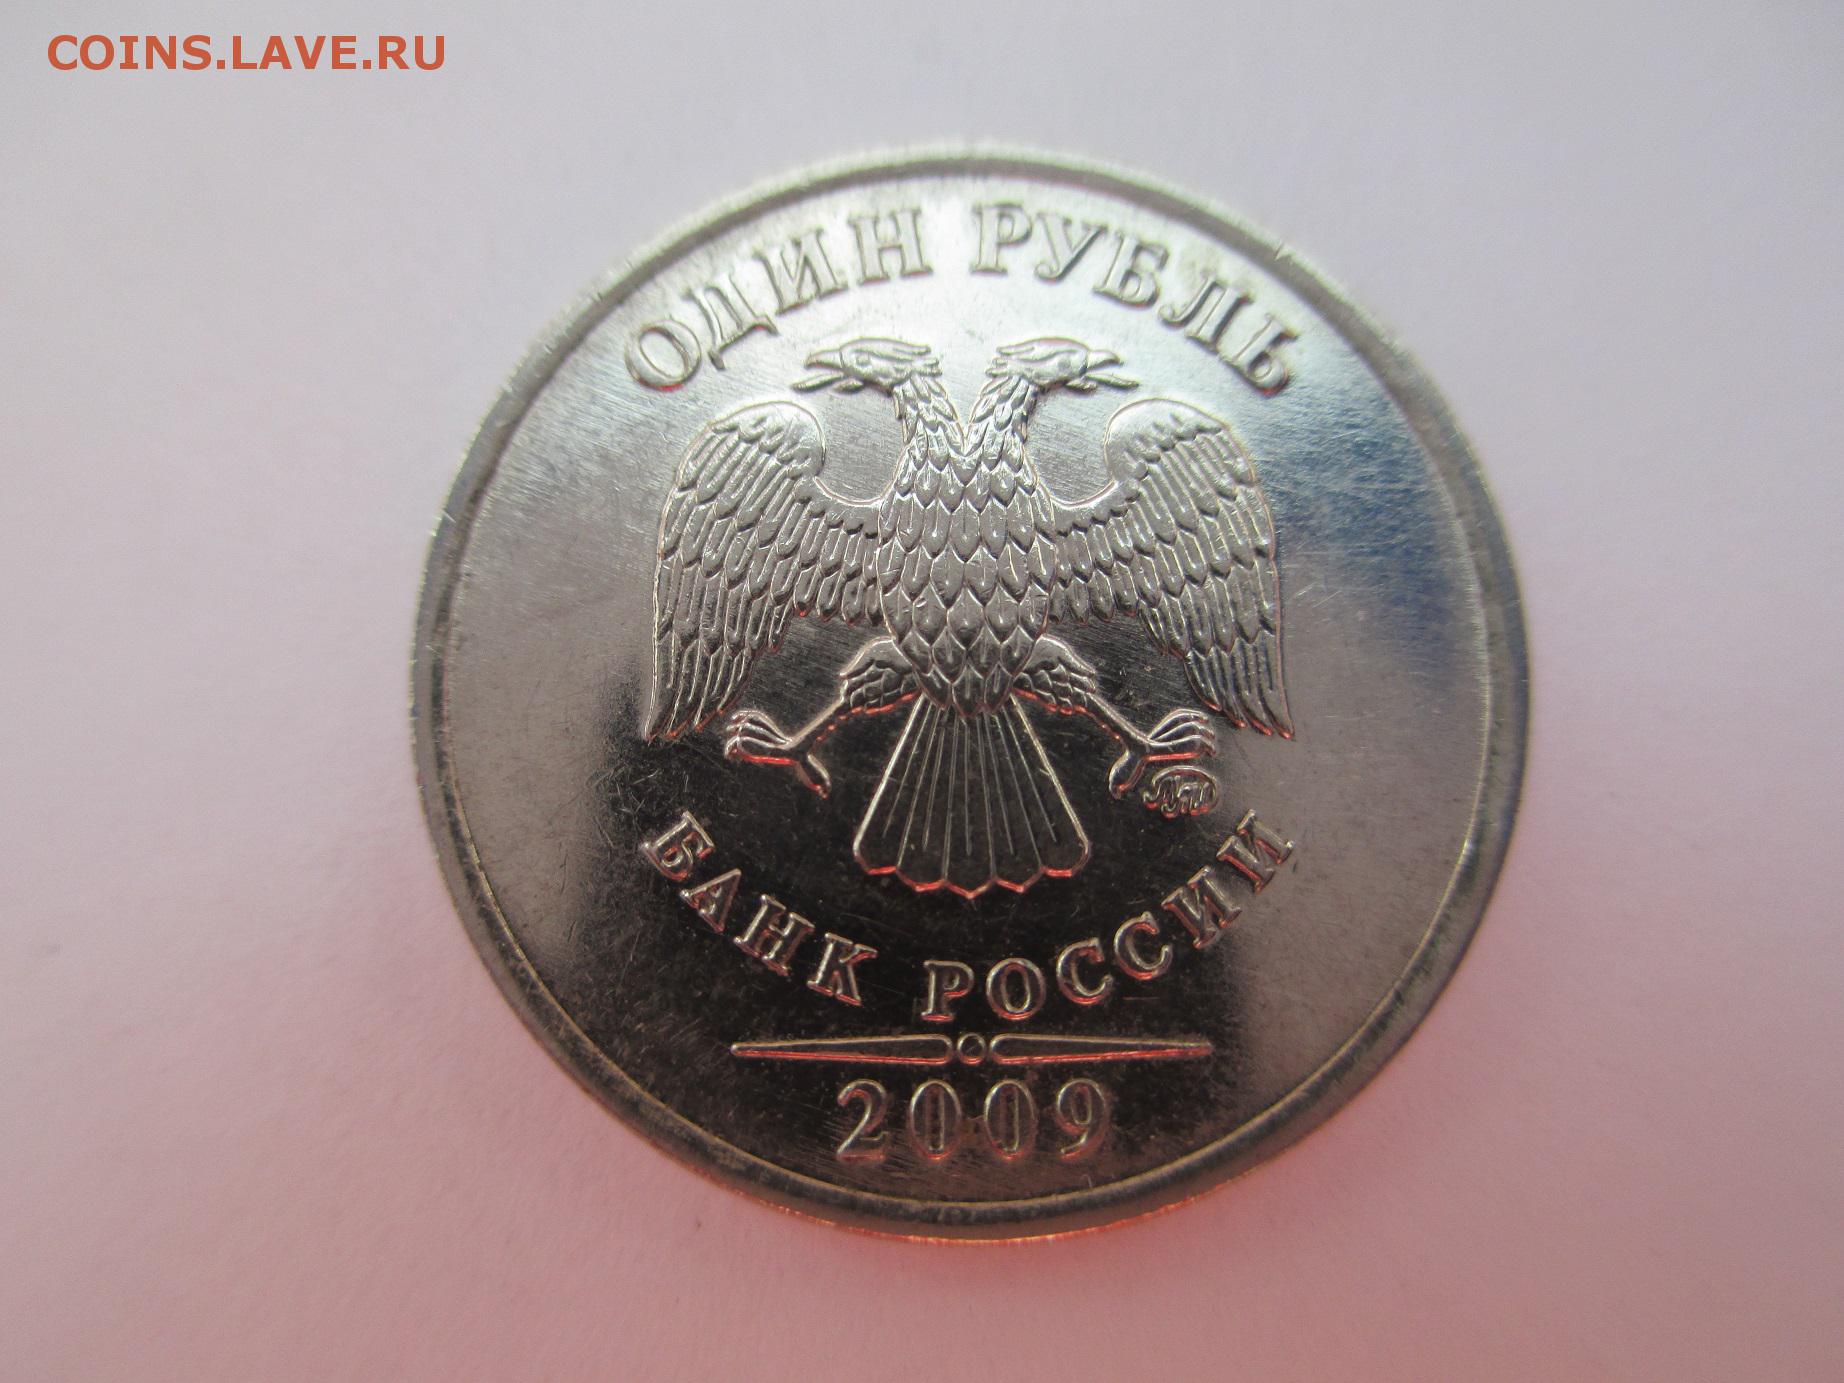 COINS.LAVE.RU
ОДИН РУБЛЬ
БАНК РОССИИ
2009